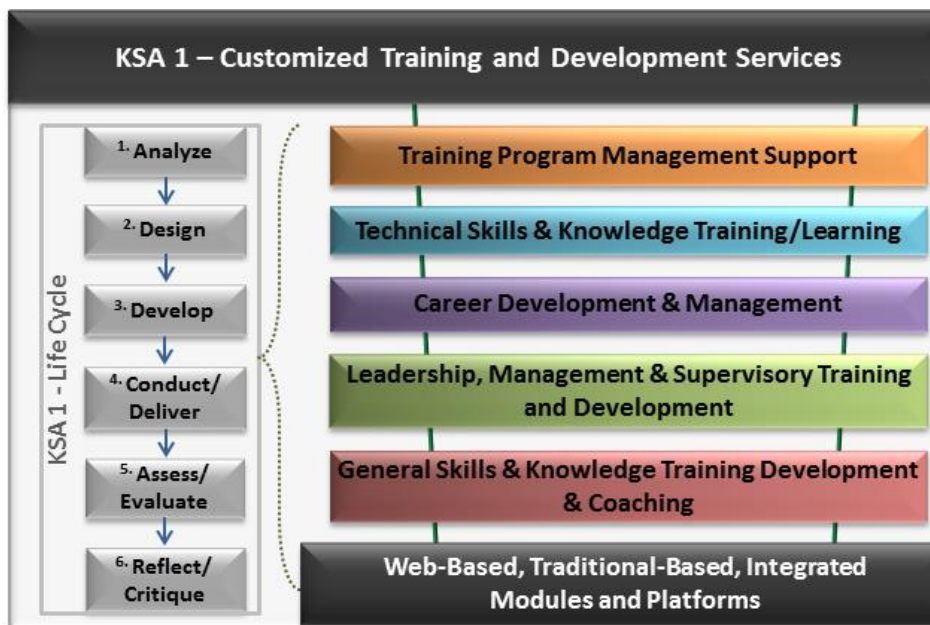 KSA 1 – Customized Training and Development Services
KSA 1 - Life Cycle
1. Analyze
2. Design
3. Develop
4. Conduct/
Deliver
5. Assess/
Evaluate
6. Reflect/
Critique
Training Program Management Support
Technical Skills & Knowledge Training/Learning
Career Development & Management
Leadership, Management & Supervisory Training
and Development
General Skills & Knowledge Training Development
& Coaching
Web-Based, Traditional-Based, Integrated
Modules and Platforms